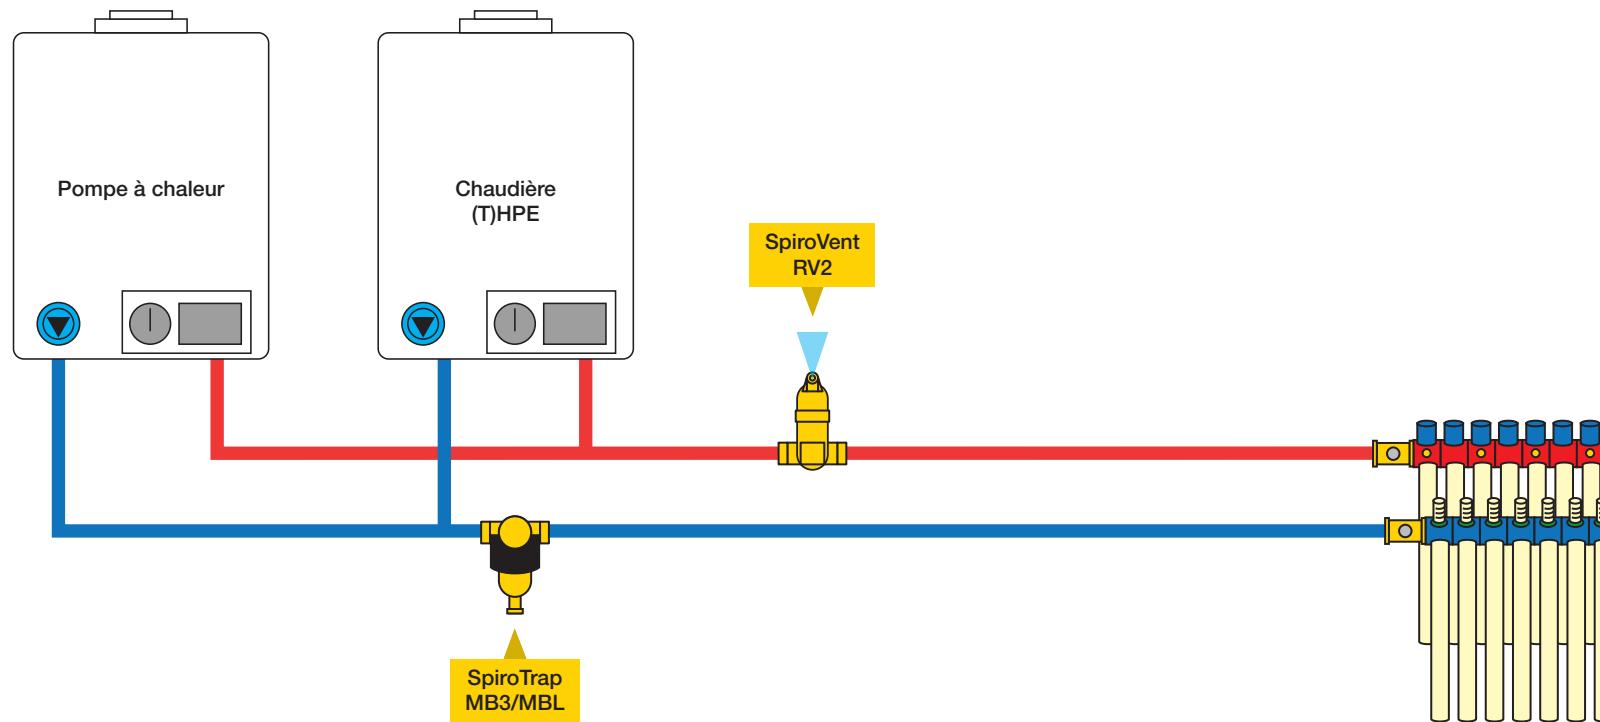 Pompe à chaleur
Chaudière
(T)HPE
SpiroVent
RV2
SpiroTrap
MB3/MBL